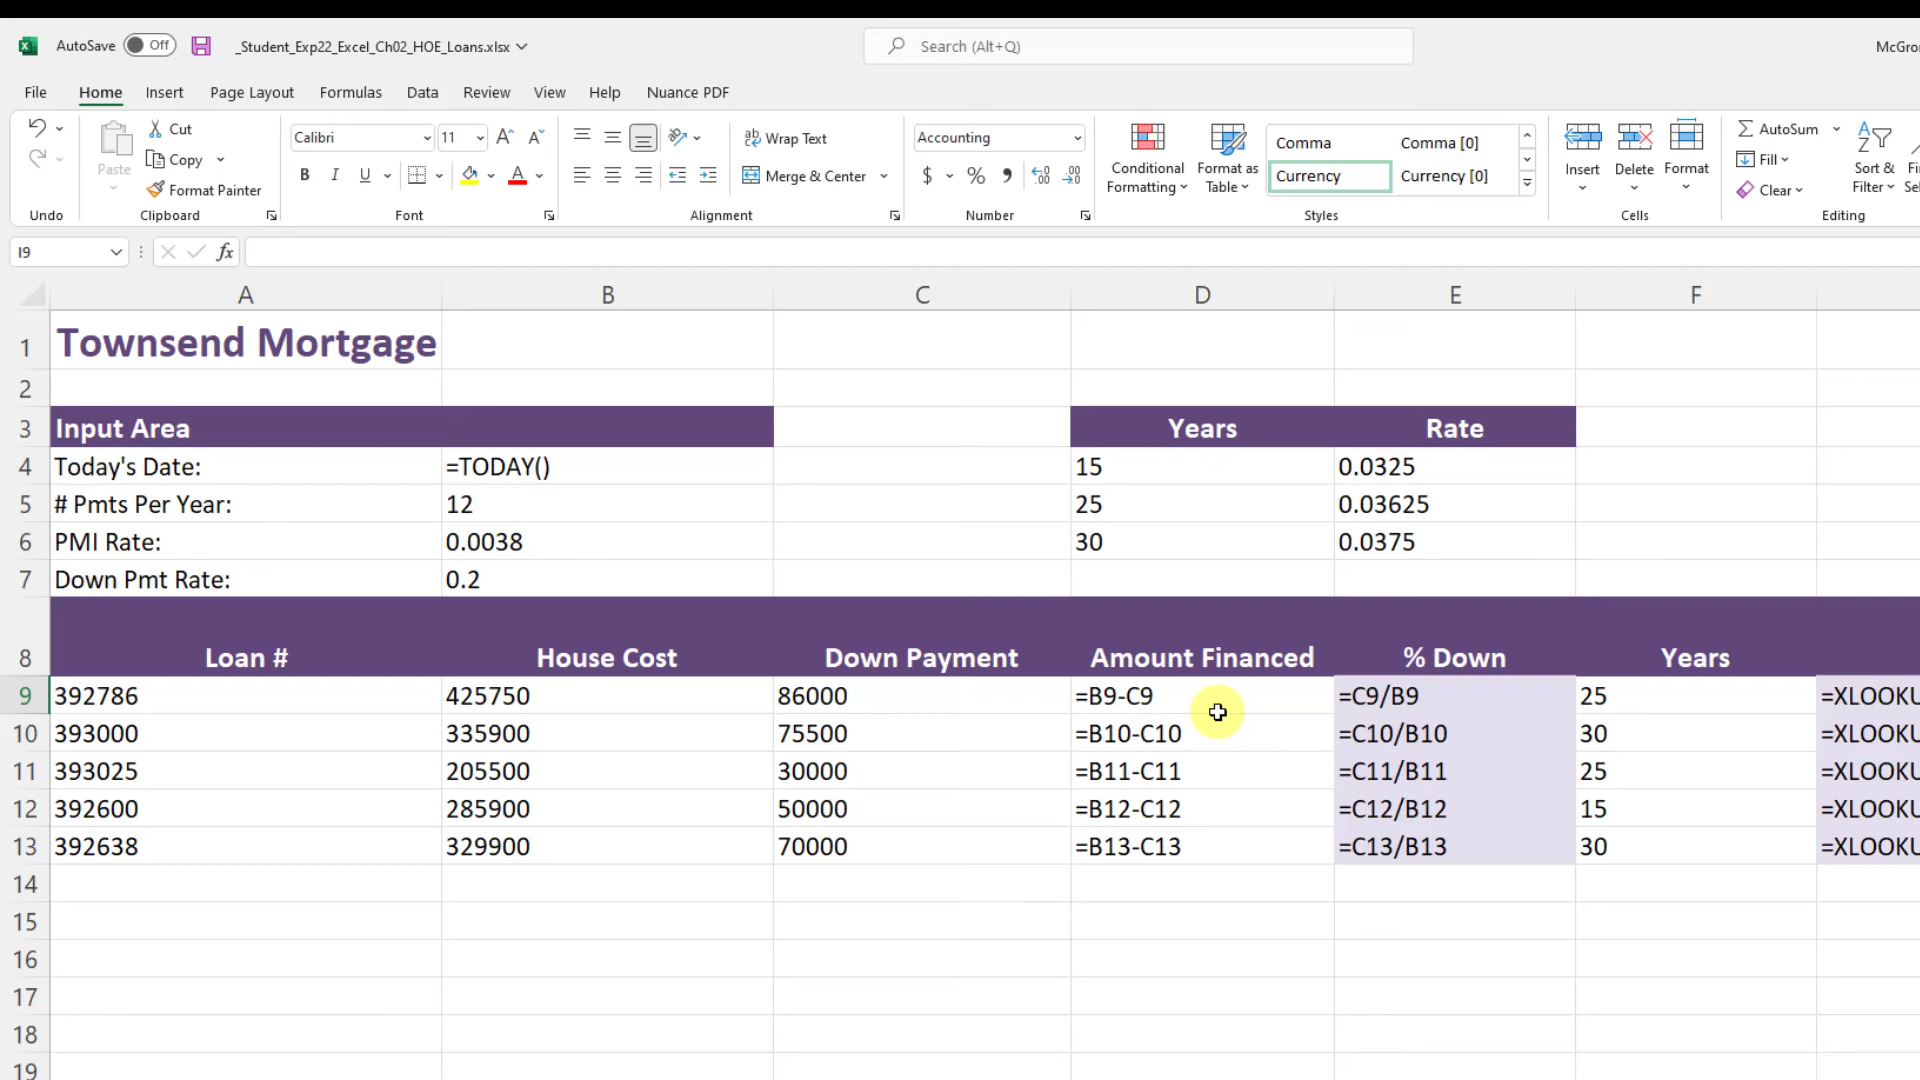 AutoSave Off _Student_Exp22_Excel_Ch02_HOE_Loans.xlsx Search (Alt+Q) McGro
File Home Insert Page Layout Formulas Data Review View Help Nuance PDF
Paste Cut Copy Format Painter
Calibri 11
B I U
Wrap Text
Merge & Center
Accounting
$ % 9
Conditional Formatting
Format as Table
Comma Comma [0]
Currency Currency [0]
Insert Delete Format
AutoSum
Fill
Clear
Sort & Filter
Undo Clipboard Font Alignment Number Styles Cells Editing
I9 fx
A B C D E F
1 Townsend Mortgage
2
3 Input Area Years Rate
4 Today's Date: =TODAY() 15 0.0325
5 # Pmts Per Year: 12 25 0.03625
6 PMI Rate: 0.0038 30 0.0375
7 Down Pmt Rate: 0.2
8 Loan # House Cost Down Payment Amount Financed % Down Years
9 392786 425750 86000 =B9-C9 =C9/B9 25 =XLOOKU
10 393000 335900 75500 =B10-C10 =C10/B10 30 =XLOOKU
11 393025 205500 30000 =B11-C11 =C11/B11 25 =XLOOKU
12 392600 285900 50000 =B12-C12 =C12/B12 15 =XLOOKU
13 392638 329900 70000 =B13-C13 =C13/B13 30 =XLOOKU
14
15
16
17
18
19